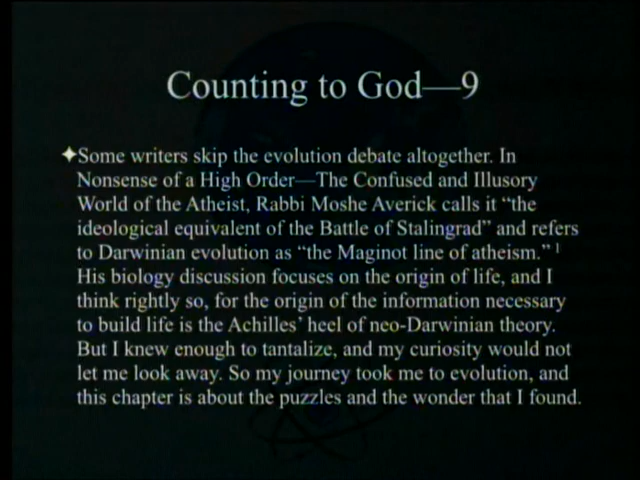 Counting to God—9
✦Some writers skip the evolution debate altogether. In
Nonsense of a High Order—The Confused and Illusory
World of the Atheist, Rabbi Moshe Averick calls it “the
ideological equivalent of the Battle of Stalingrad” and refers
to Darwinian evolution as “the Maginot line of atheism.” 1
His biology discussion focuses on the origin of life, and I
think rightly so, for the origin of the information necessary
to build life is the Achilles’ heel of neo-Darwinian theory.
But I knew enough to tantalize, and my curiosity would not
let me look away. So my journey took me to evolution, and
this chapter is about the puzzles and the wonder that I found.